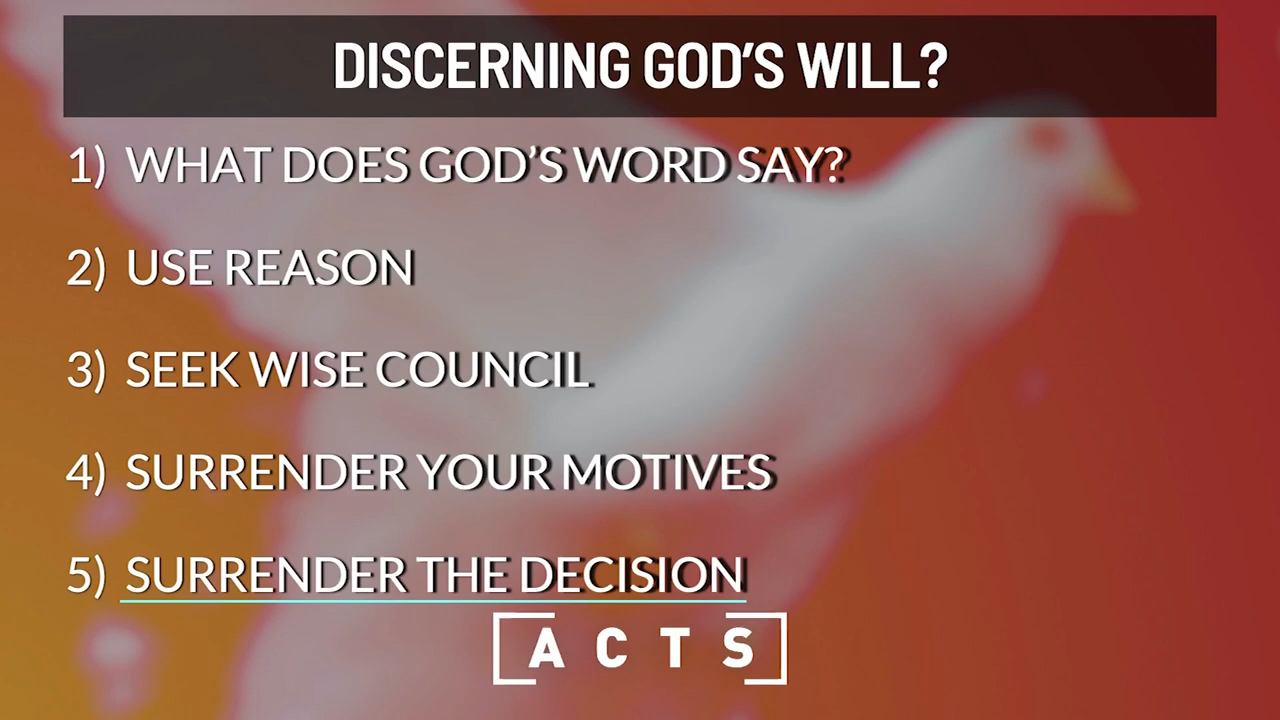 DISCERNING GOD'S WILL?
1) WHAT DOES GOD'S WORD SAY?
2) USE REASON
3) SEEK WISE COUNCIL
4) SURRENDER YOUR MOTIVES
5) SURRENDER THE DECISION
ACTS